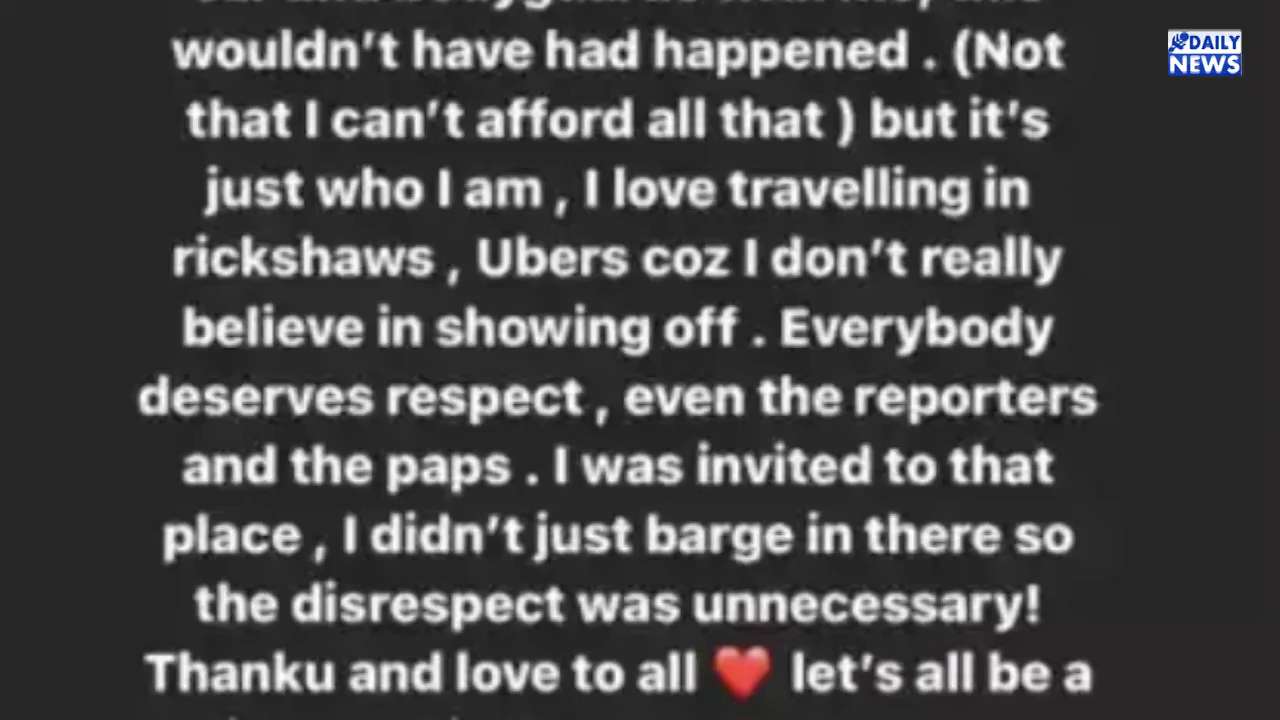 wouldn't have had happened . (Not
that I can't afford all that ) but it's
just who I am , I love travelling in
rickshaws , Ubers coz I don't really
believe in showing off . Everybody
deserves respect , even the reporters
and the paps . I was invited to that
place , I didn't just barge in there so
the disrespect was unnecessary!
Thanku and love to all ❤️ let's all be a
DAILY
NEWS